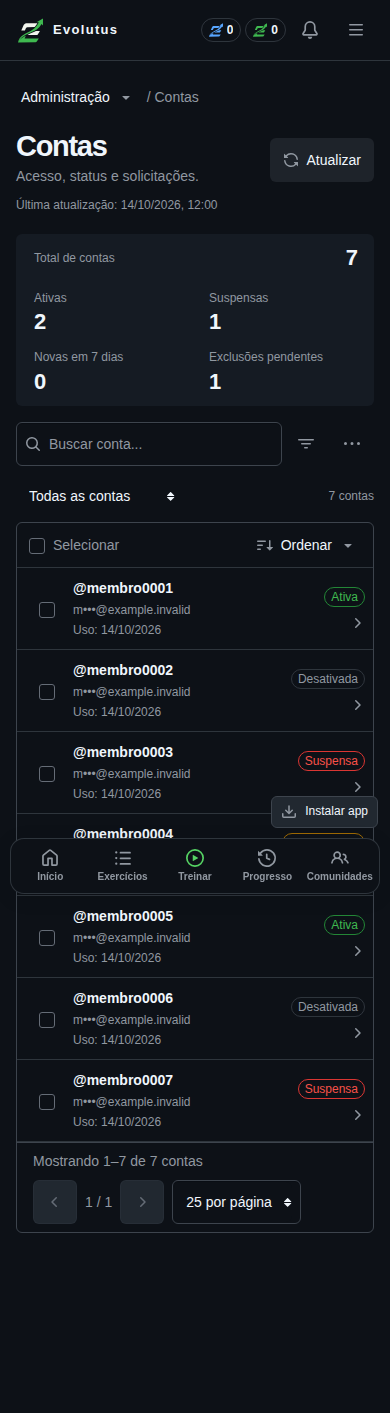 Evolutus
0
0
Administração
/ Contas
Contas
Acesso, status e solicitações.
Última atualização: 14/10/2026, 12:00
Atualizar
Total de contas
7
Ativas
Suspensas
2
1
Novas em 7 dias
Exclusões pendentes
0
1
Buscar conta...
Todas as contas
7 contas
Selecionar
Ordenar
@membro0001
m•••@example.invalid
Uso: 14/10/2026
Ativa
@membro0002
m•••@example.invalid
Uso: 14/10/2026
Desativada
@membro0003
m•••@example.invalid
Uso: 14/10/2026
Suspensa
Instalar app
@membro0004
Início
Exercícios
Treinar
Progresso
Comunidades
@membro0005
m•••@example.invalid
Uso: 14/10/2026
Ativa
@membro0006
m•••@example.invalid
Uso: 14/10/2026
Desativada
@membro0007
m•••@example.invalid
Uso: 14/10/2026
Suspensa
Mostrando 1–7 de 7 contas
1 / 1
25 por página